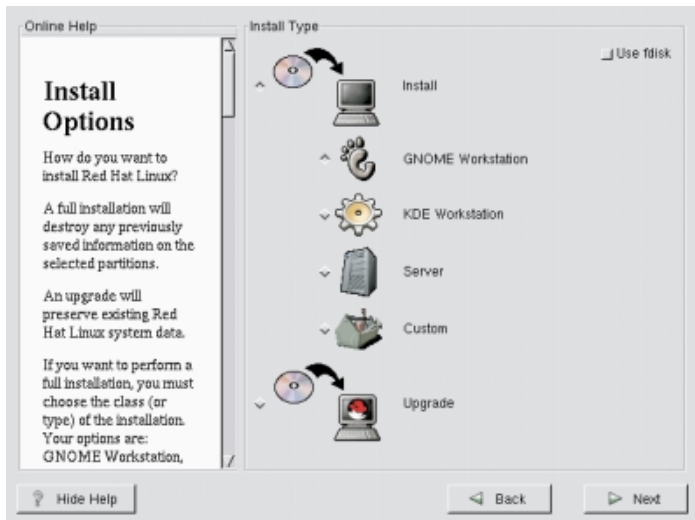 Online Help
Install
Options
How do you want to
install Red Hat Linux?
A full installation will
destroy any previously
saved information on the
selected partitions.
An upgrade will
preserve existing Red
Hat Linux system data.
If you want to perform a
full installation, you must
choose the class (or
type) of the installation.
Your options are:
GNOME Workstation,
Install Type
Use fdisk
Install
GNOME Workstation
KDE Workstation
Server
Custom
Upgrade
Hide Help
Back
Next